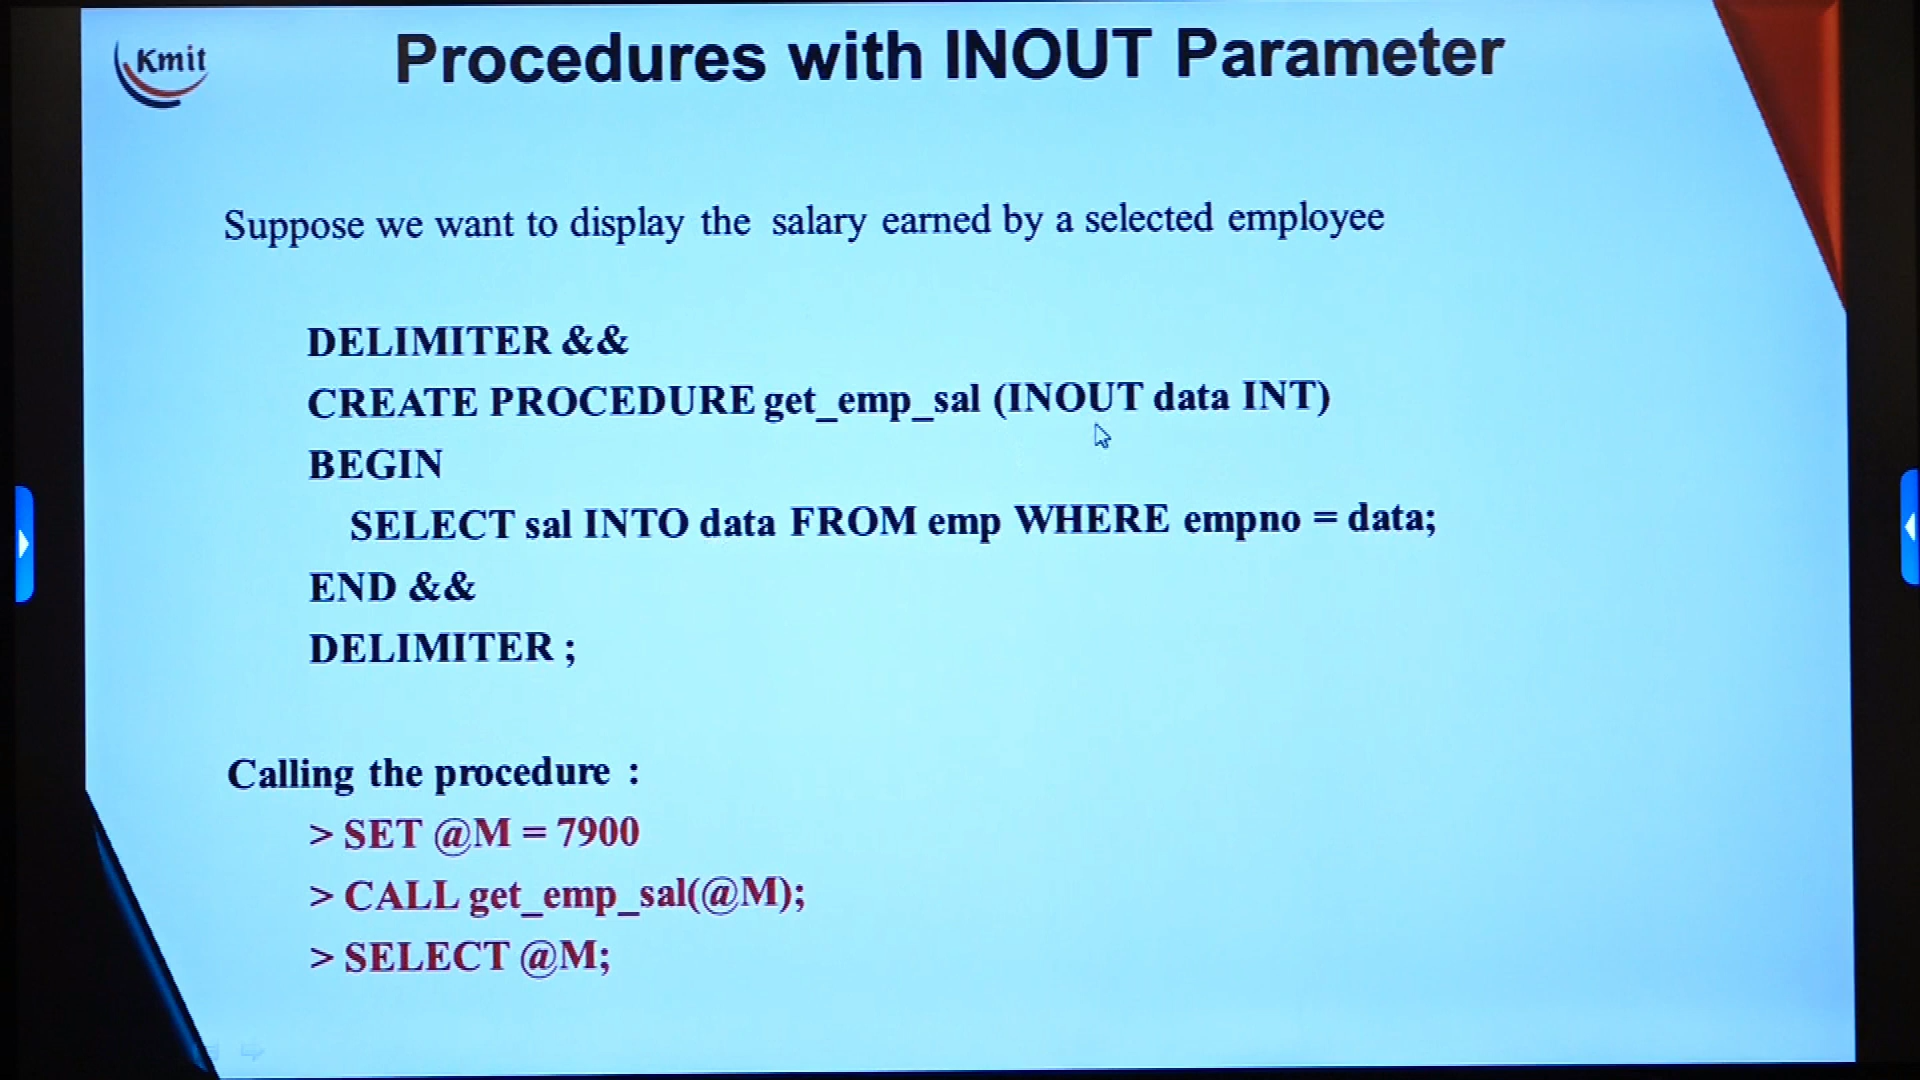 Kmit
Procedures with INOUT Parameter
Suppose we want to display the salary earned by a selected employee
DELIMITER &&
CREATE PROCEDURE get_emp_sal (INOUT data INT)
BEGIN
SELECT sal INTO data FROM emp WHERE empno = data;
END &&
DELIMITER ;
Calling the procedure :
> SET @M = 7900
> CALL get_emp_sal(@M);
> SELECT @M;